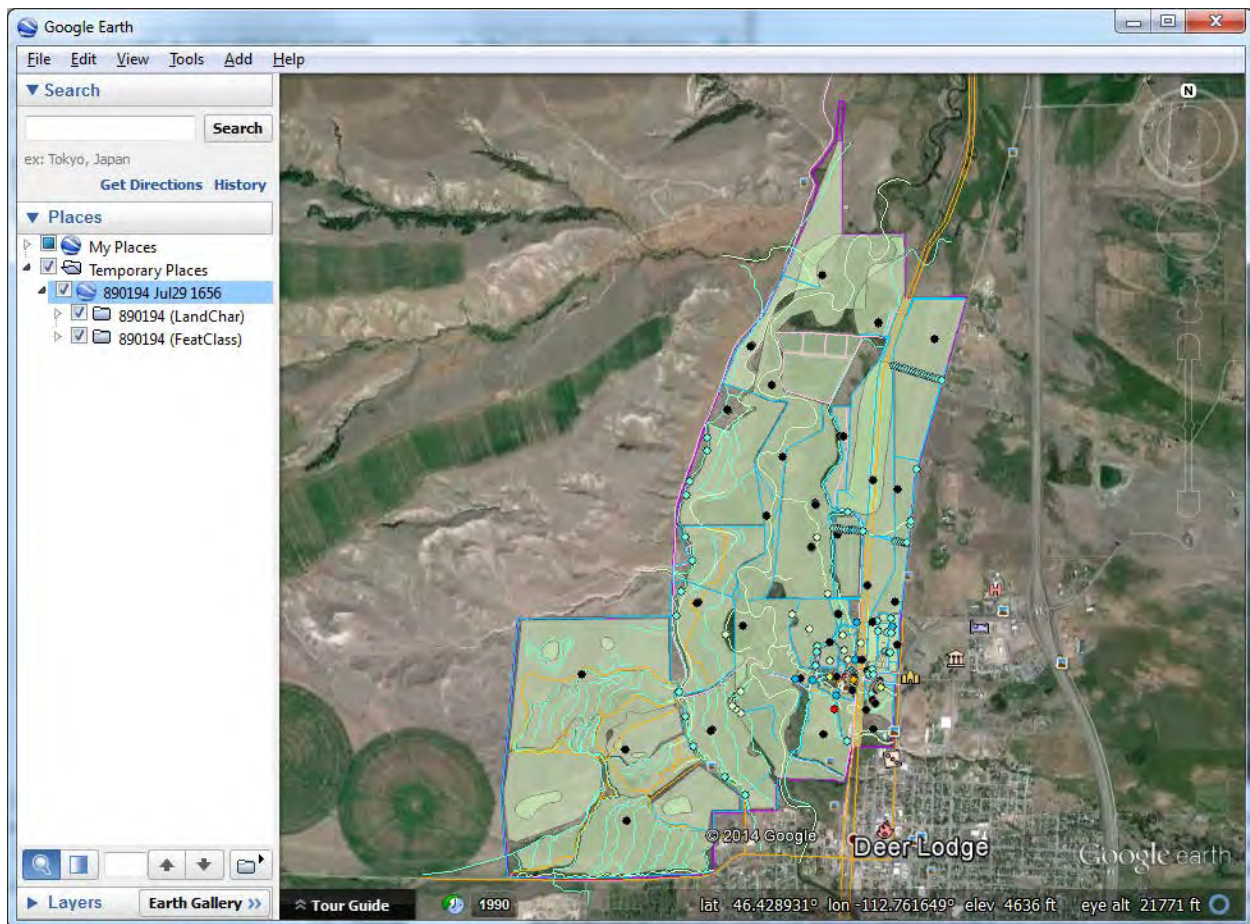 Google Earth
File Edit View Tools Add Help
Search
Search
ex: Tokyo, Japan
Get Directions History
Places
My Places
Temporary Places
890194 Jul29 1656
890194 (LandChar)
890194 (FeatClass)
Layers
Earth Gallery >>
N
H
© 2014 Google
Deer Lodge
Google earth
Tour Guide
1990
lat 46.428931° lon -112.761649° elev 4636 ft eye alt 21771 ft